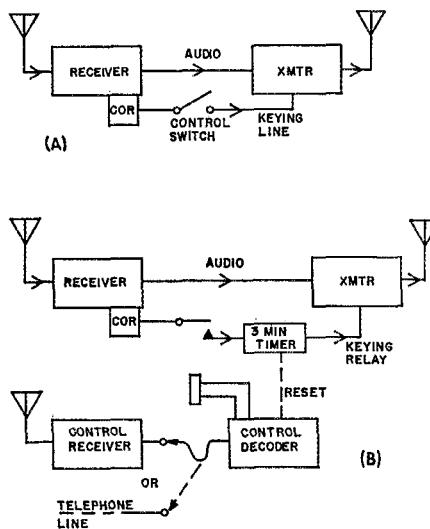 AUDIO
RECEIVER
XMTR
COR
CONTROL
SWITCH
KEYING
LINE
(A)
AUDIO
RECEIVER
XMTR
COR
3 MIN
TIMER
KEYING
RELAY
RESET
CONTROL
RECEIVER
CONTROL
DECODER
(B)
OR
TELEPHONE
LINE